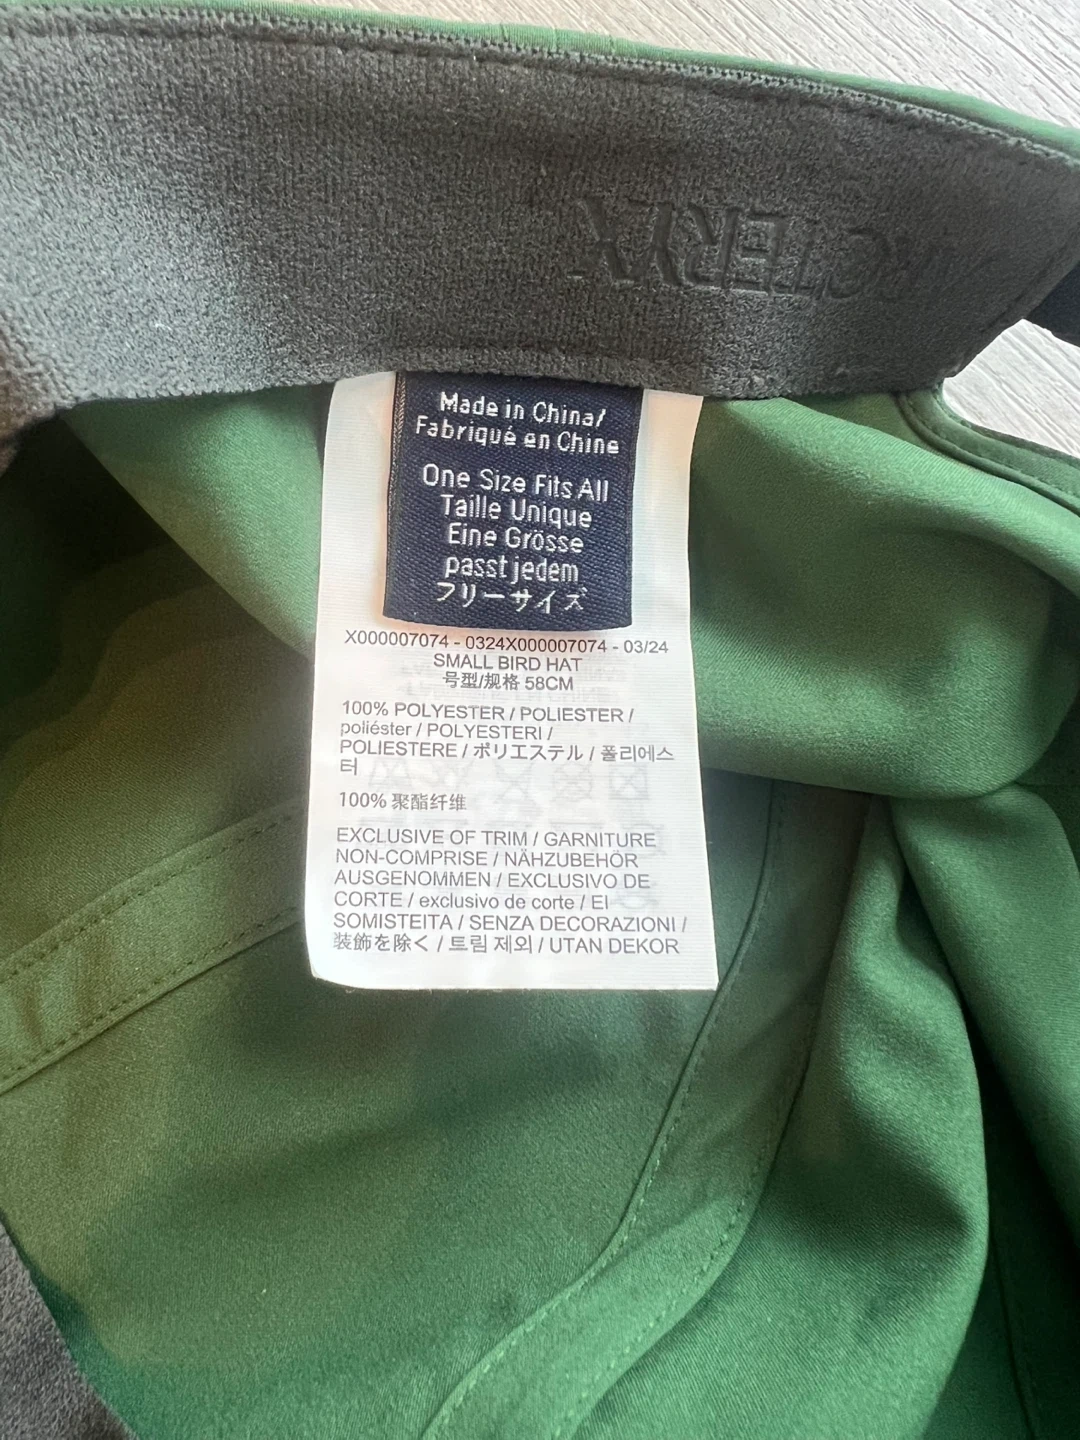 ARC'TERYX
Made in China/
Fabriqué en Chine
One Size Fits All
Taille Unique
Eine Grösse
passt jedem
フリーサイズ
X000007074 - 0324X000007074 - 03/24
SMALL BIRD HAT
号型/规格 58CM
100% POLYESTER / POLIESTER /
poliéster / POLYESTERI /
POLIESTERE / ポリエステル / 폴리에스
터
100% 聚酯纤维
EXCLUSIVE OF TRIM / GARNITURE
NON-COMPRISE / NÄHZUBEHÖR
AUSGENOMMEN / EXCLUSIVO DE
CORTE / exclusivo de corte / EI
SOMISTEITA / SENZA DECORAZIONI /
装飾を除く / 트림 제외 / UTAN DEKOR